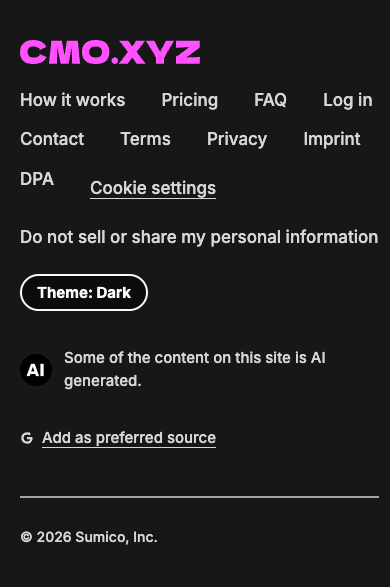 CMO.XYZ
How it works Pricing FAQ Log in
Contact Terms Privacy Imprint
DPA Cookie settings
Do not sell or share my personal information
Theme: Dark
AI Some of the content on this site is AI
generated.
G Add as preferred source
© 2026 Sumico, Inc.